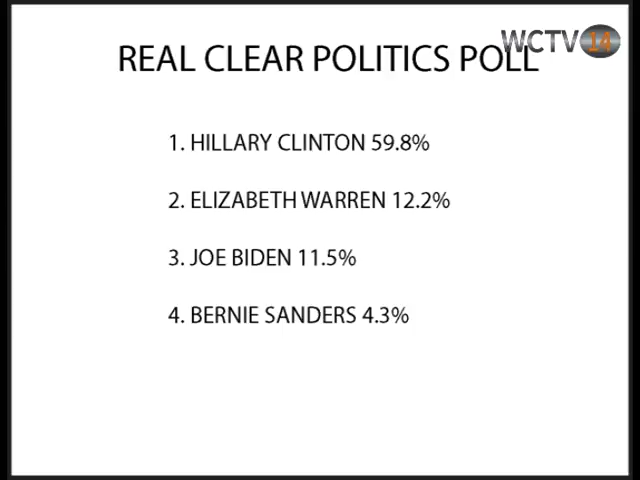 WCTV 14
REAL CLEAR POLITICS POLL
1. HILLARY CLINTON 59.8%
2. ELIZABETH WARREN 12.2%
3. JOE BIDEN 11.5%
4. BERNIE SANDERS 4.3%